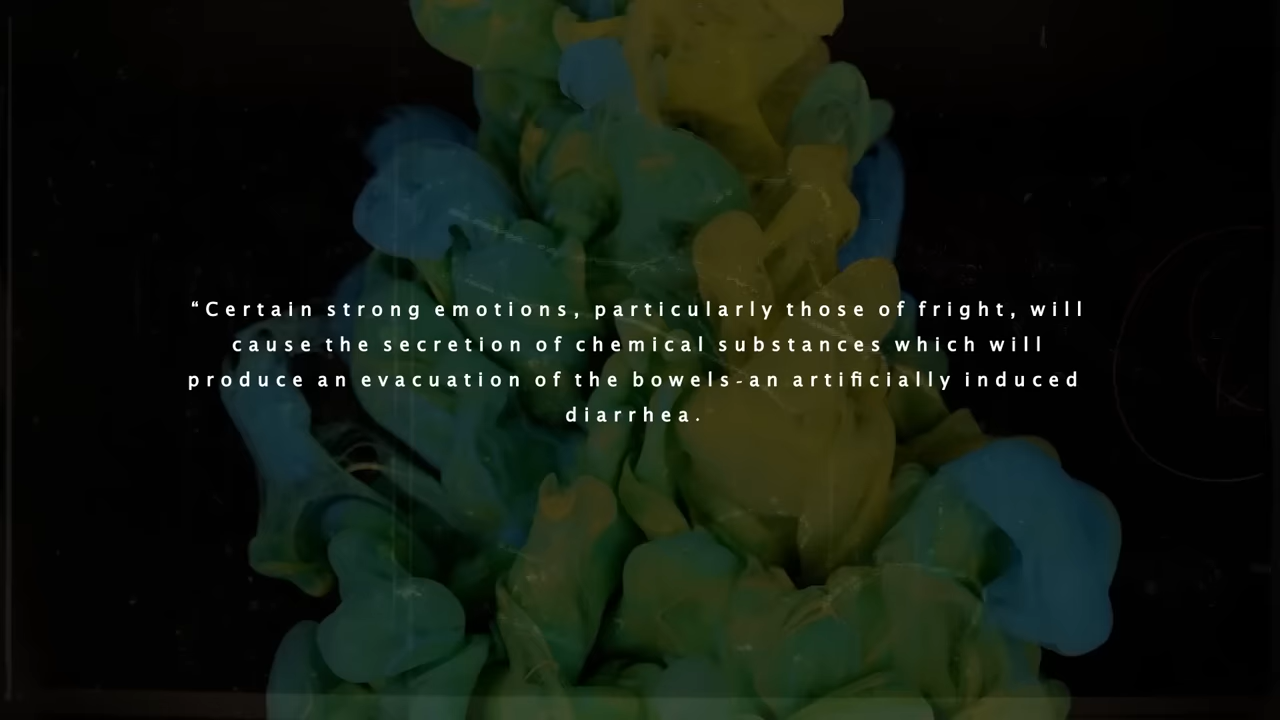 “Certain strong emotions, particularly those of fright, will
cause the secretion of chemical substances which will
produce an evacuation of the bowels-an artificially induced
diarrhea.